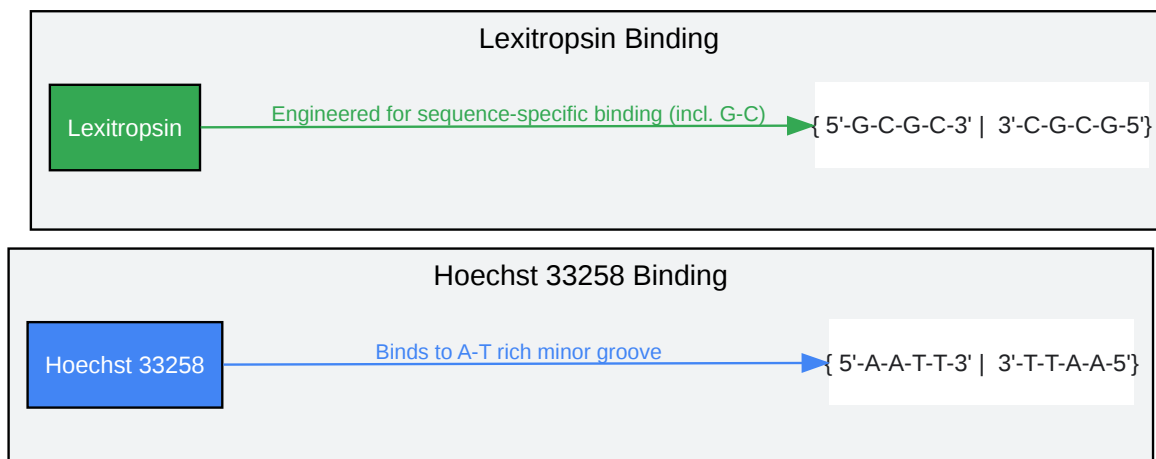 Lexitropsin Binding
Lexitropsin
Engineered for sequence-specific binding (incl. G-C)
{ 5'-G-C-G-C-3' |  3'-C-G-C-G-5'}
Hoechst 33258 Binding
Hoechst 33258
Binds to A-T rich minor groove
{ 5'-A-A-T-T-3' |  3'-T-T-A-A-5'}